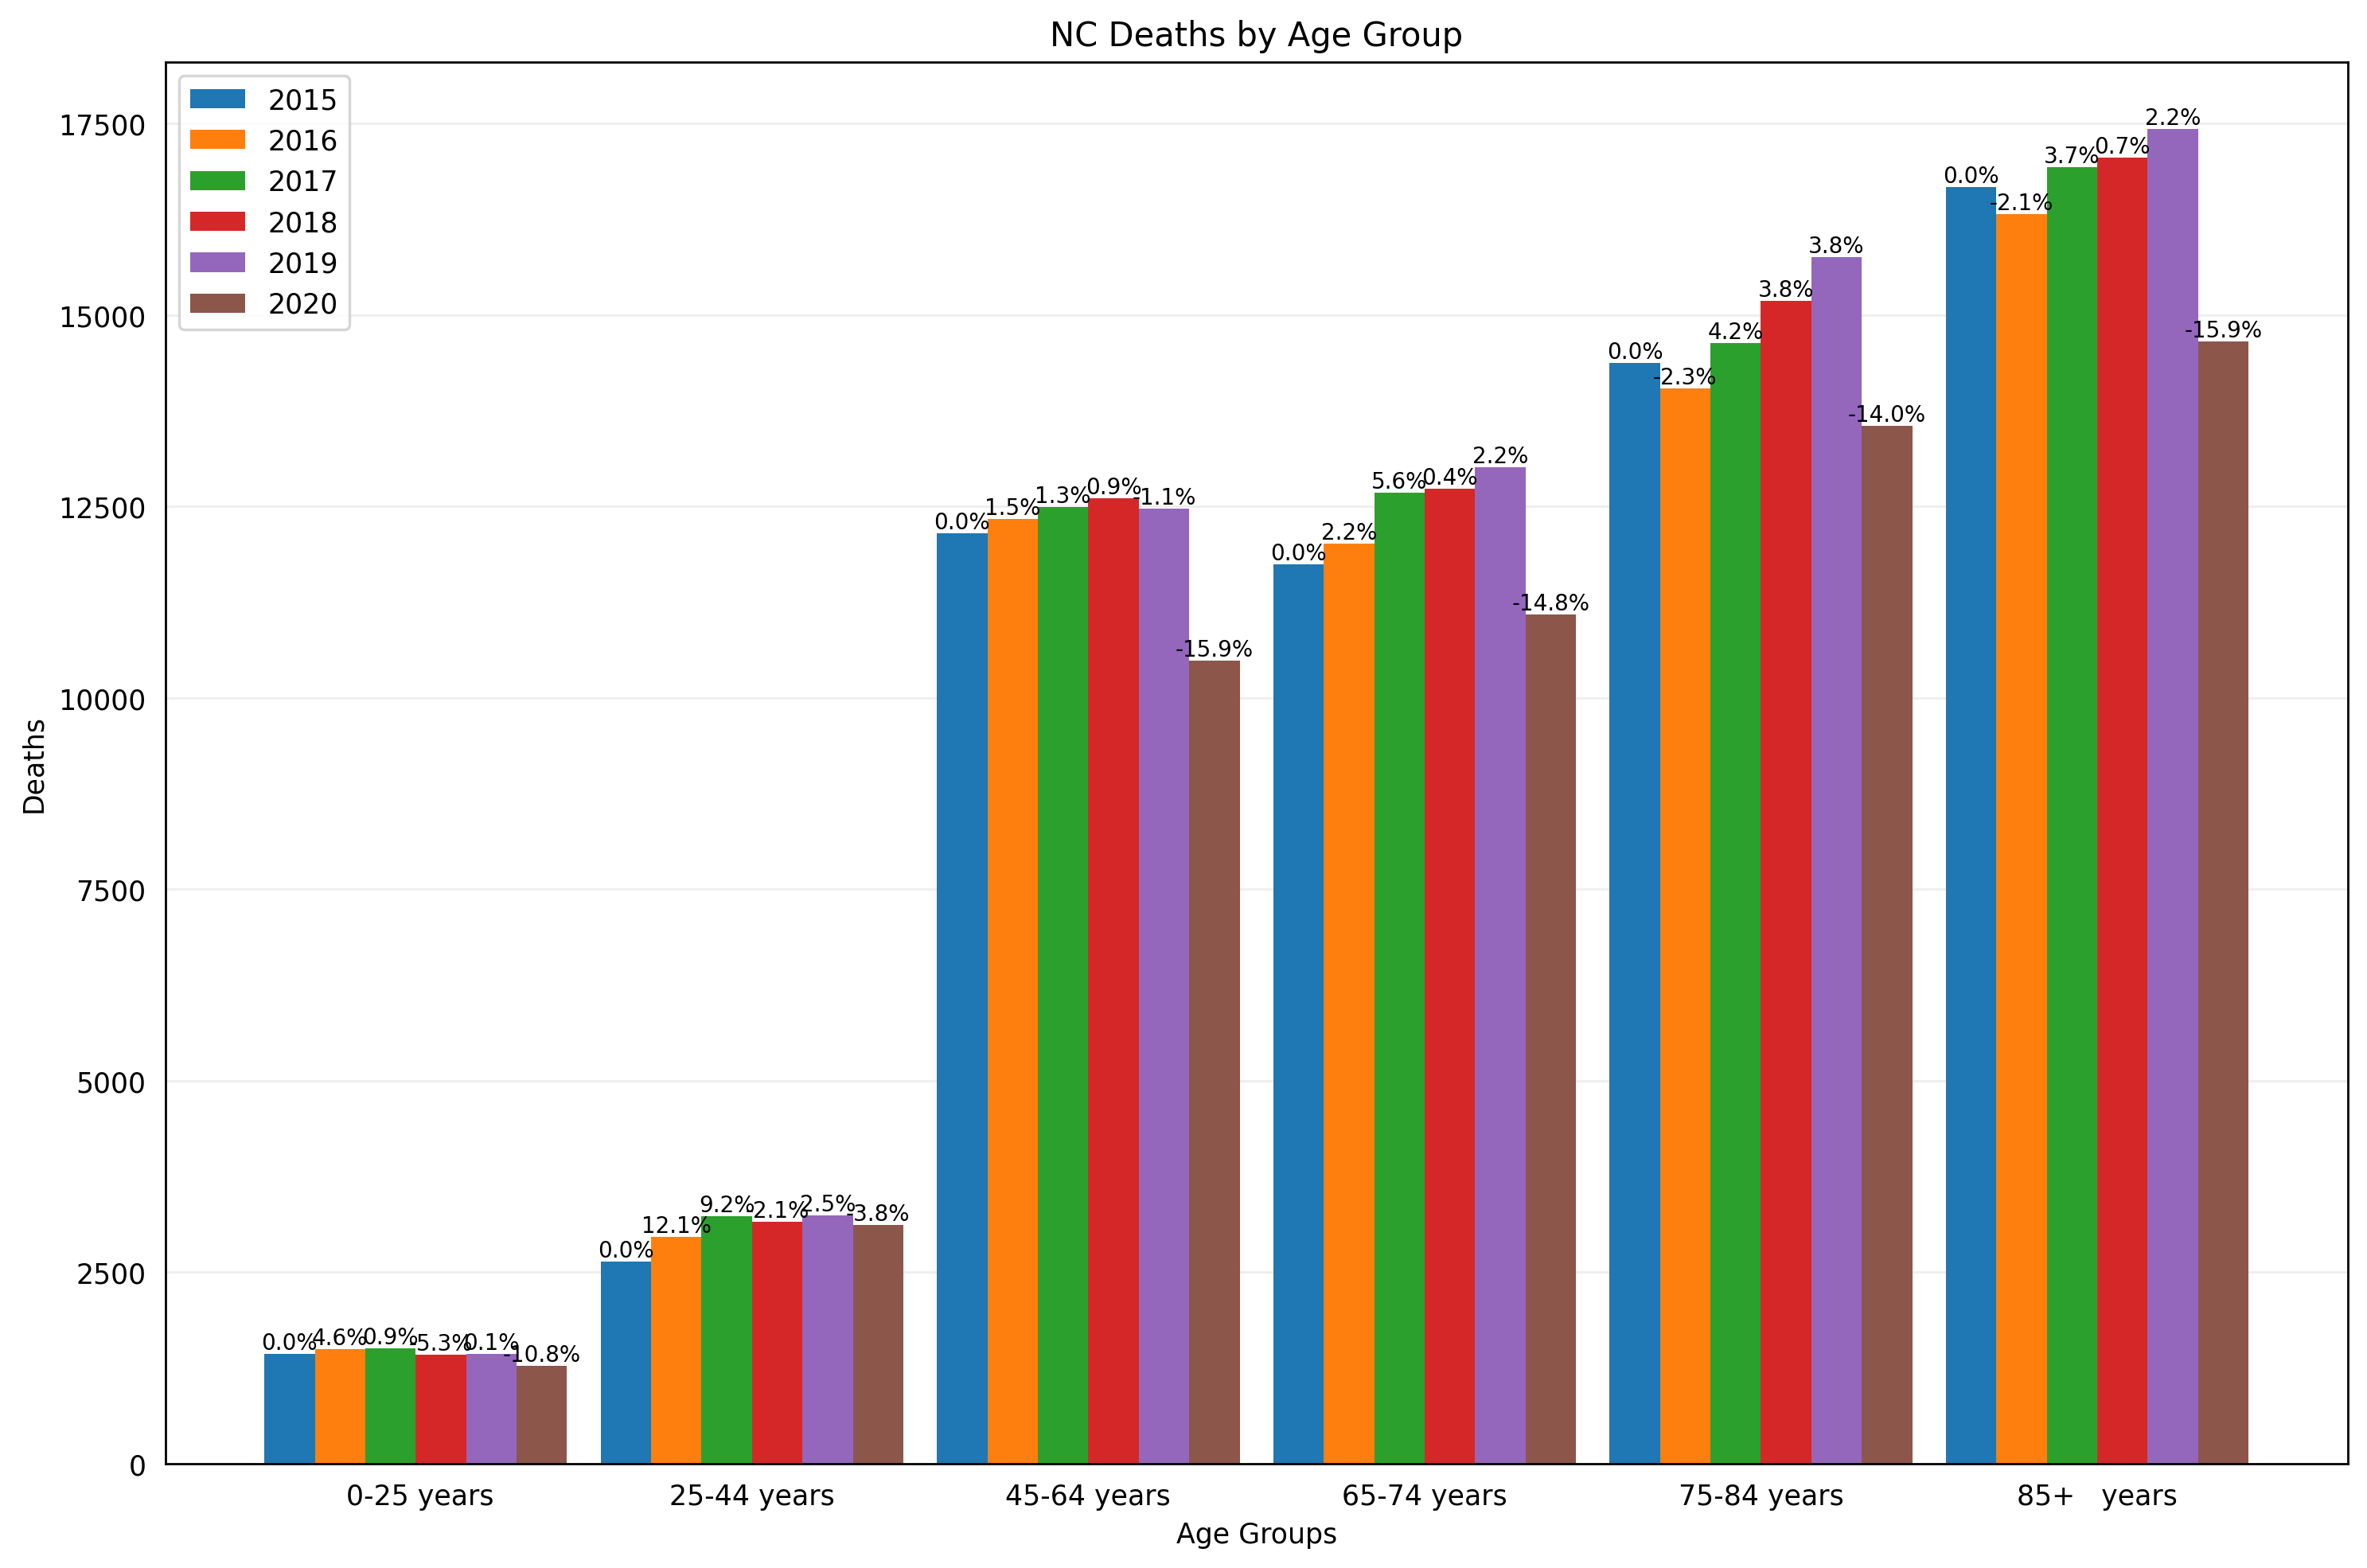 NC Deaths by Age Group
2015
2016
2017
2018
2019
2020
17500
15000
12500
10000
7500
5000
2500
0
Deaths
0.0% 4.6% 0.9% -5.3% 0.1% -10.8%
0.0% 12.1% 9.2% -2.1% 2.5% -3.8%
0.0% 1.5% 1.3% 0.9% -1.1% -15.9%
0.0% 2.2% 5.6% 0.4% 2.2% -14.8%
0.0% -2.3% 4.2% 3.8% 3.8% -14.0%
0.0% -2.1% 3.7% 0.7% 2.2% -15.9%
0-25 years 25-44 years 45-64 years 65-74 years 75-84 years 85+ years
Age Groups